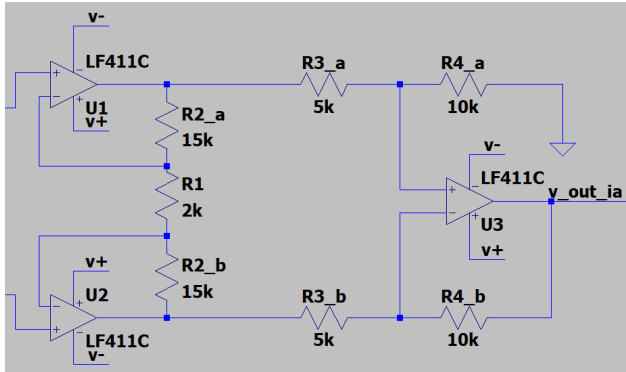 v-
LF411C
U1
v+
R2_a
15k
R3_a
5k
R4_a
10k
R1
2k
v-
LF411C
v_out_ia
U3
v+
v+
U2
R2_b
15k
LF411C
v-
R3_b
5k
R4_b
10k